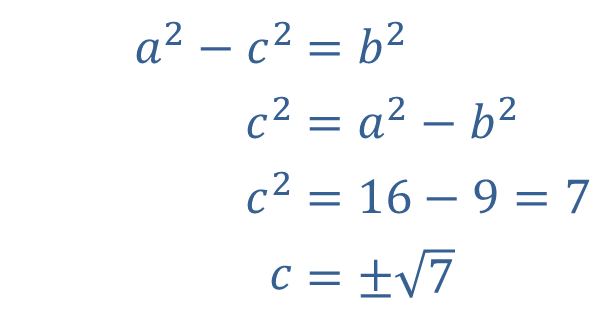 a² − c² = b²
c² = a² − b²
c² = 16 − 9 = 7
c = ±√7